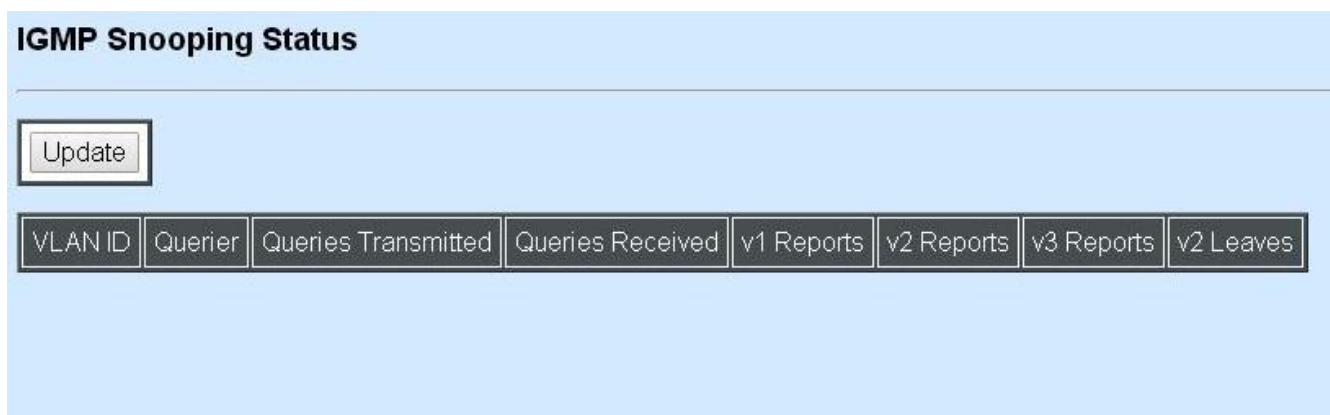 IGMP Snooping Status
Update
VLAN ID Querier Queries Transmitted Queries Received v1 Reports v2 Reports v3 Reports v2 Leaves